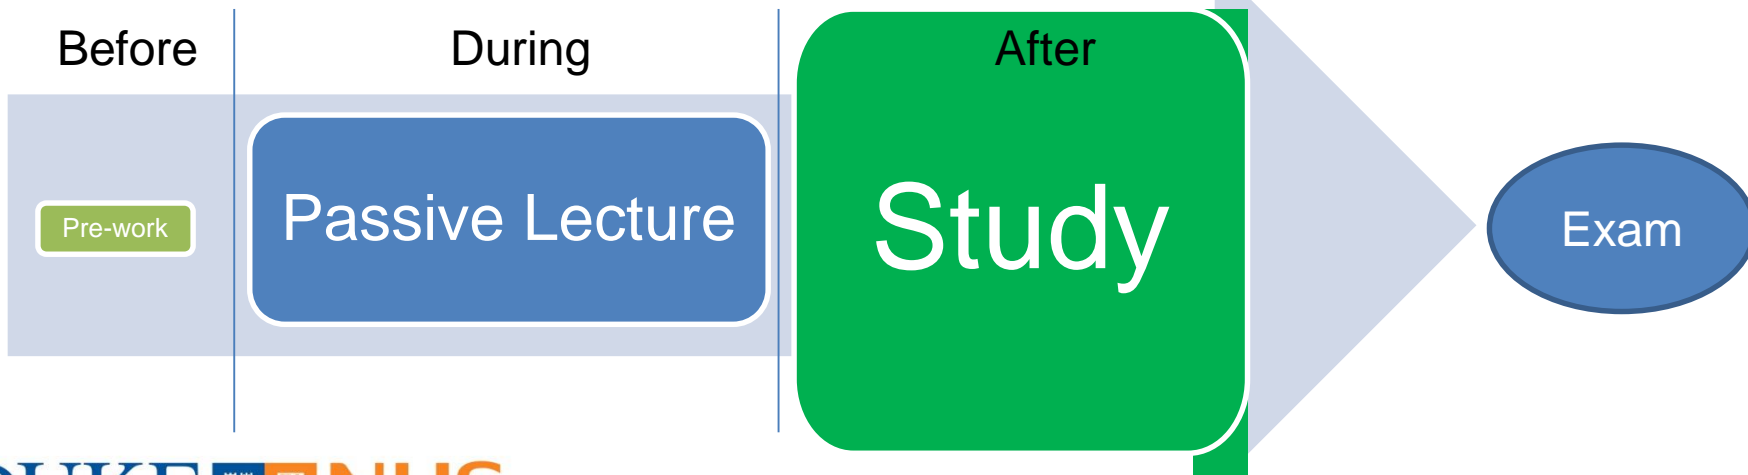 Before
During
After
Pre-work
Passive Lecture
Study
Exam